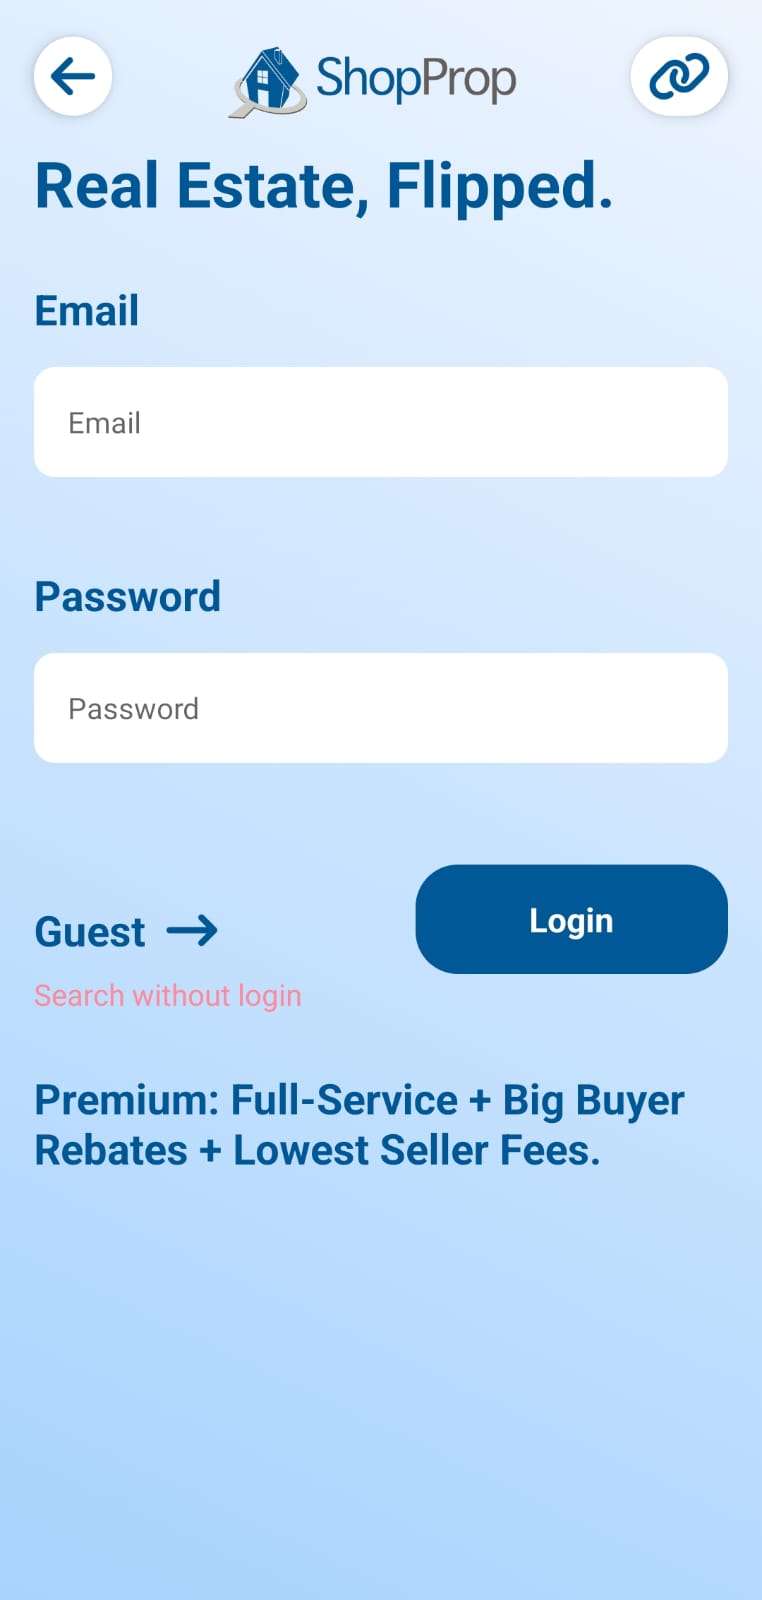 ShopProp
Real Estate, Flipped.
Email
Email
Password
Password
Guest
Login
Search without login
Premium: Full-Service + Big Buyer
Rebates + Lowest Seller Fees.